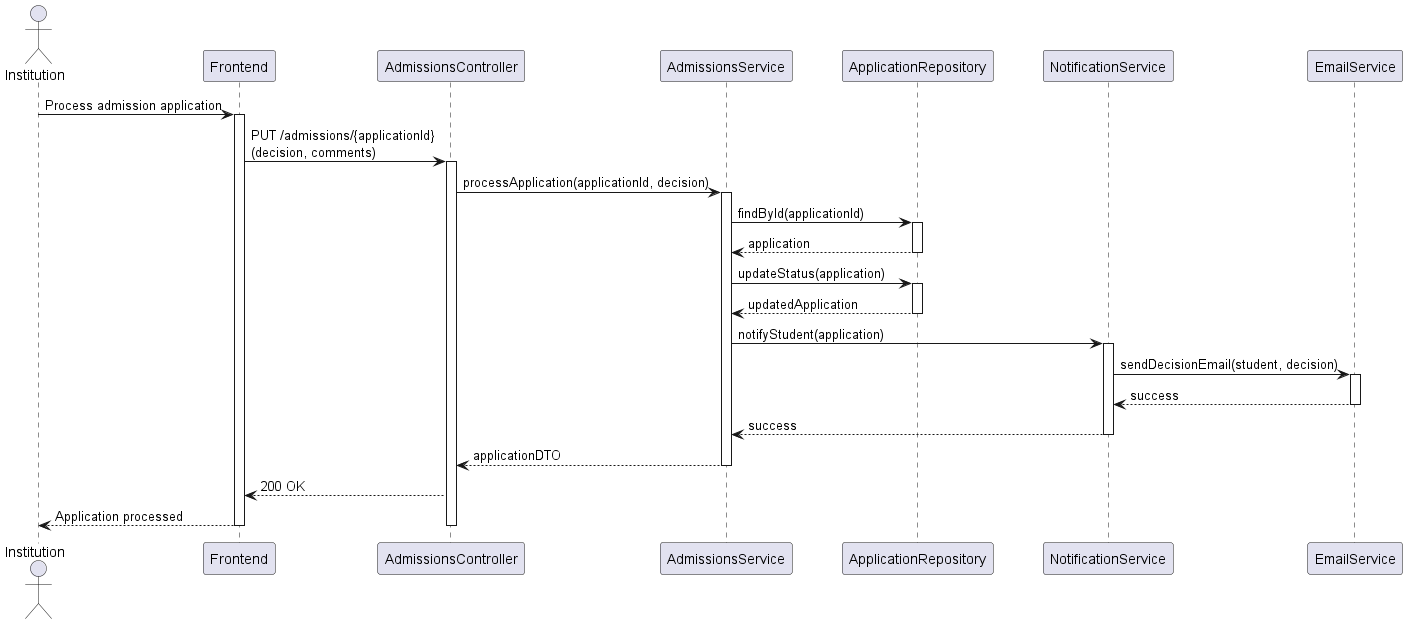 Institution
Frontend
AdmissionsController
AdmissionsService
ApplicationRepository
NotificationService
EmailService
Process admission application
PUT /admissions/{applicationId}
(decision, comments)
processApplication(applicationId, decision)
findById(applicationId)
application
updateStatus(application)
updatedApplication
notifyStudent(application)
sendDecisionEmail(student, decision)
success
success
applicationDTO
200 OK
Application processed
Institution
Frontend
AdmissionsController
AdmissionsService
ApplicationRepository
NotificationService
EmailService